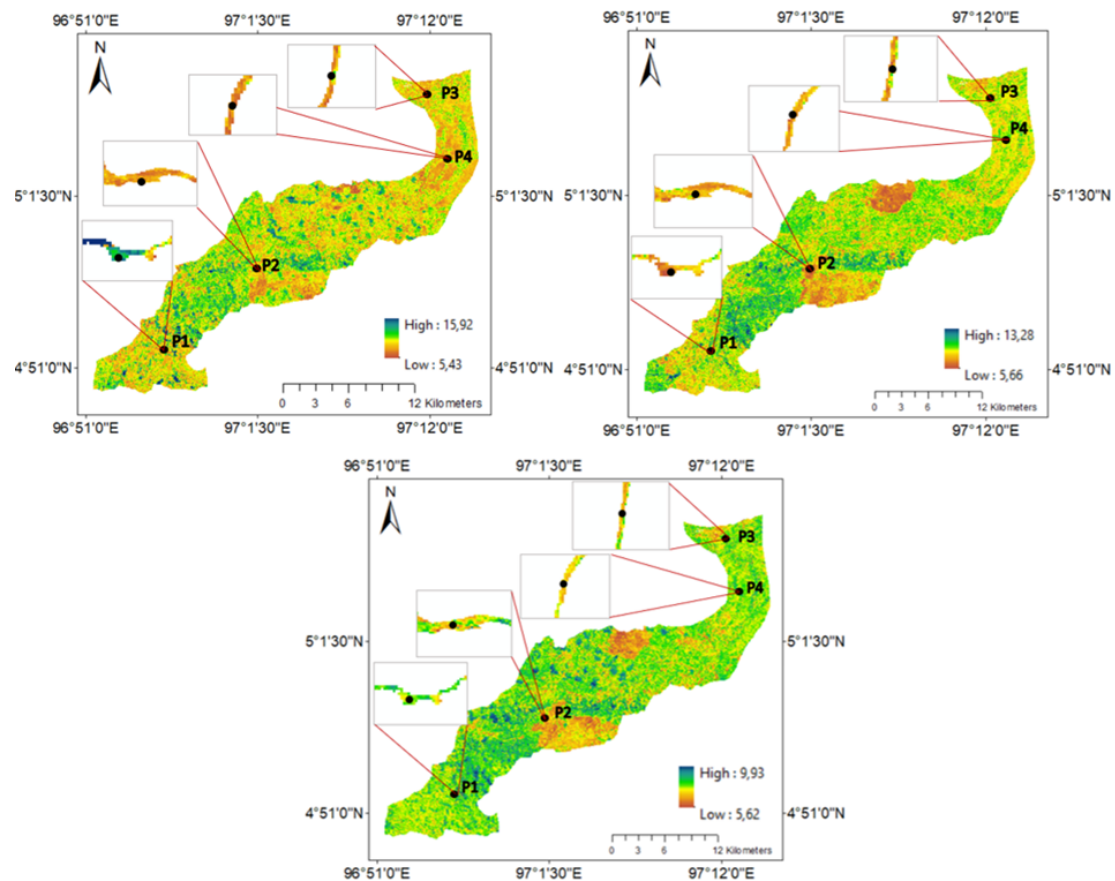 96°51'0"E 97°1'30"E 97°12'0"E
N
P3
P4
5°1'30"N
P2
P1
High : 15,92
Low : 5,43
4°51'0"N
0 3 6 12 Kilometers
96°51'0"E 97°1'30"E 97°12'0"E
96°51'0"E 97°1'30"E 97°12'0"E
N
P3
P4
5°1'30"N 5°1'30"N
P2
P1
High : 13,28
Low : 5,66
4°51'0"N 4°51'0"N
0 3 6 12 Kilometers
96°51'0"E 97°1'30"E 97°12'0"E
96°51'0"E 97°1'30"E 97°12'0"E
N
P3
P4
5°1'30"N 5°1'30"N
P2
P1
High : 9,93
Low : 5,62
4°51'0"N 4°51'0"N
0 3 6 12 Kilometers
96°51'0"E 97°1'30"E 97°12'0"E